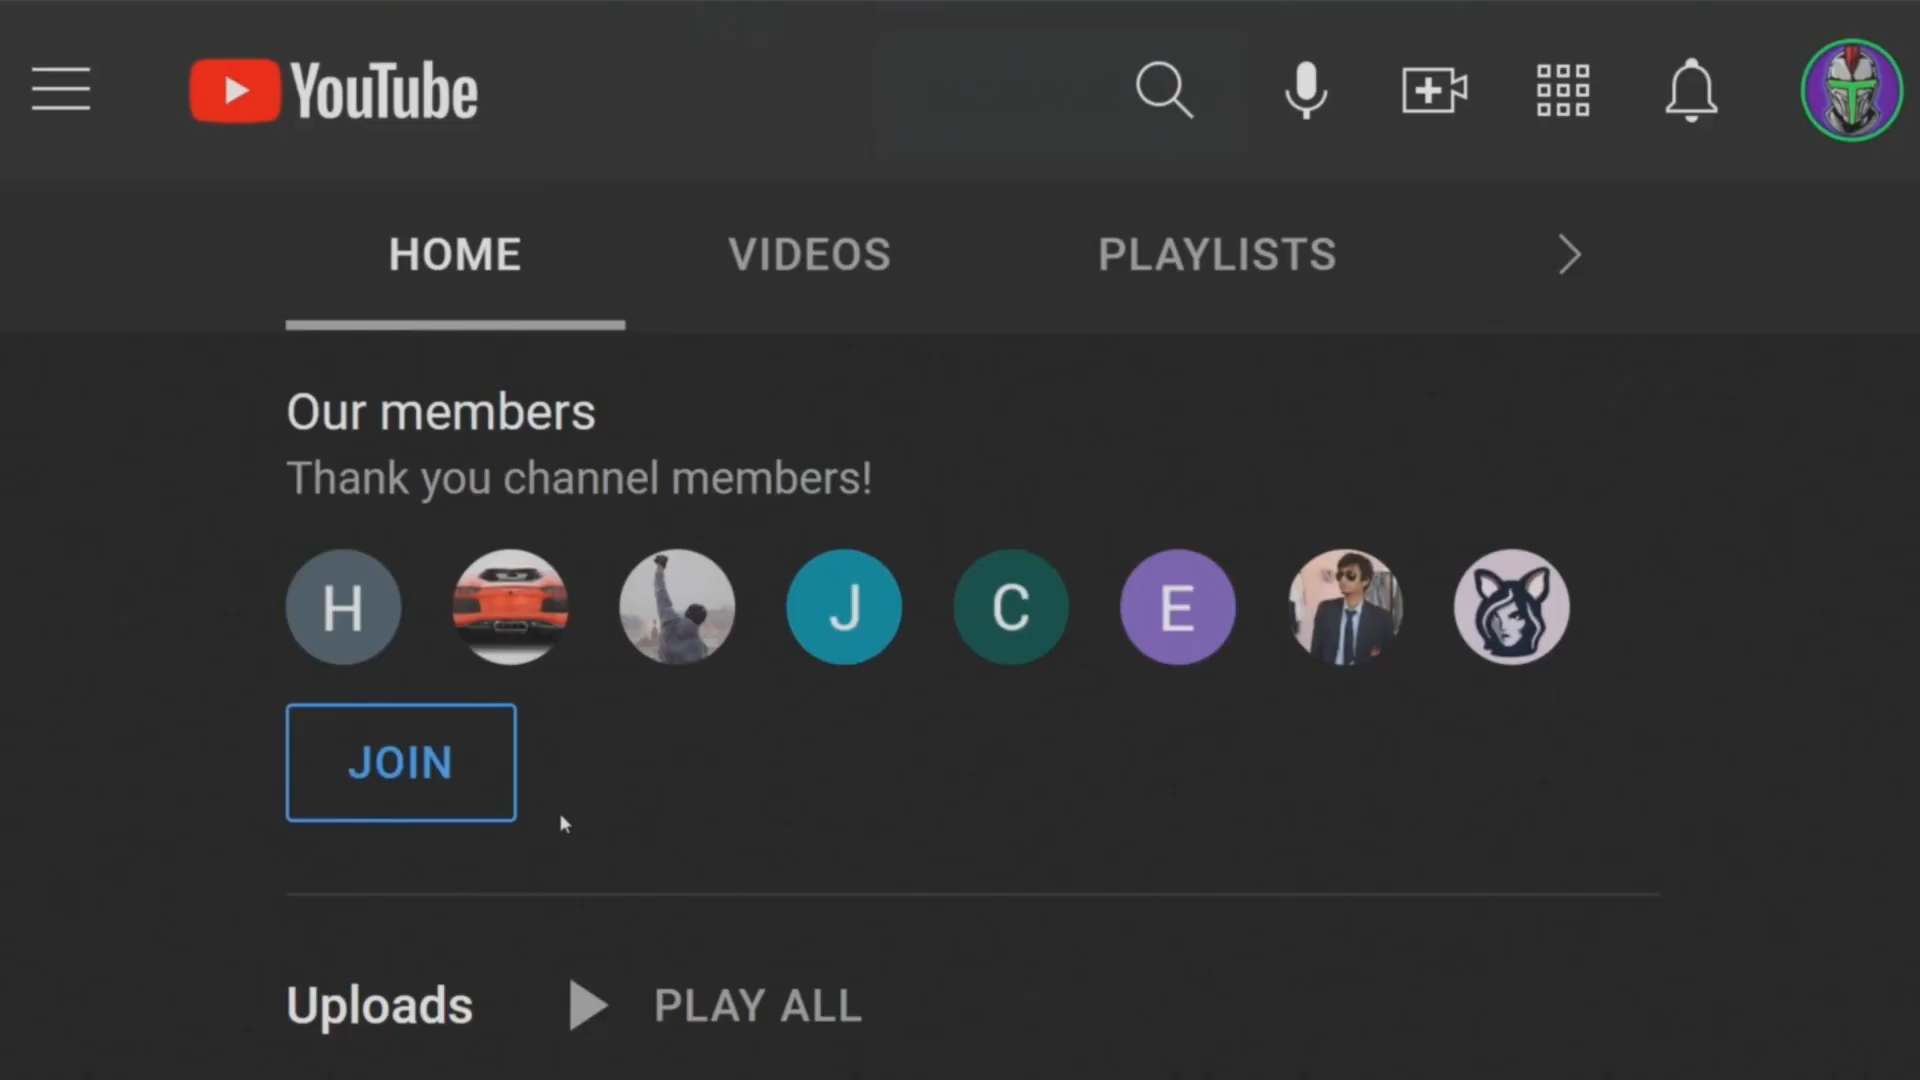 YouTube
HOME VIDEOS PLAYLISTS
Our members
Thank you channel members!
H J C E
JOIN
Uploads PLAY ALL